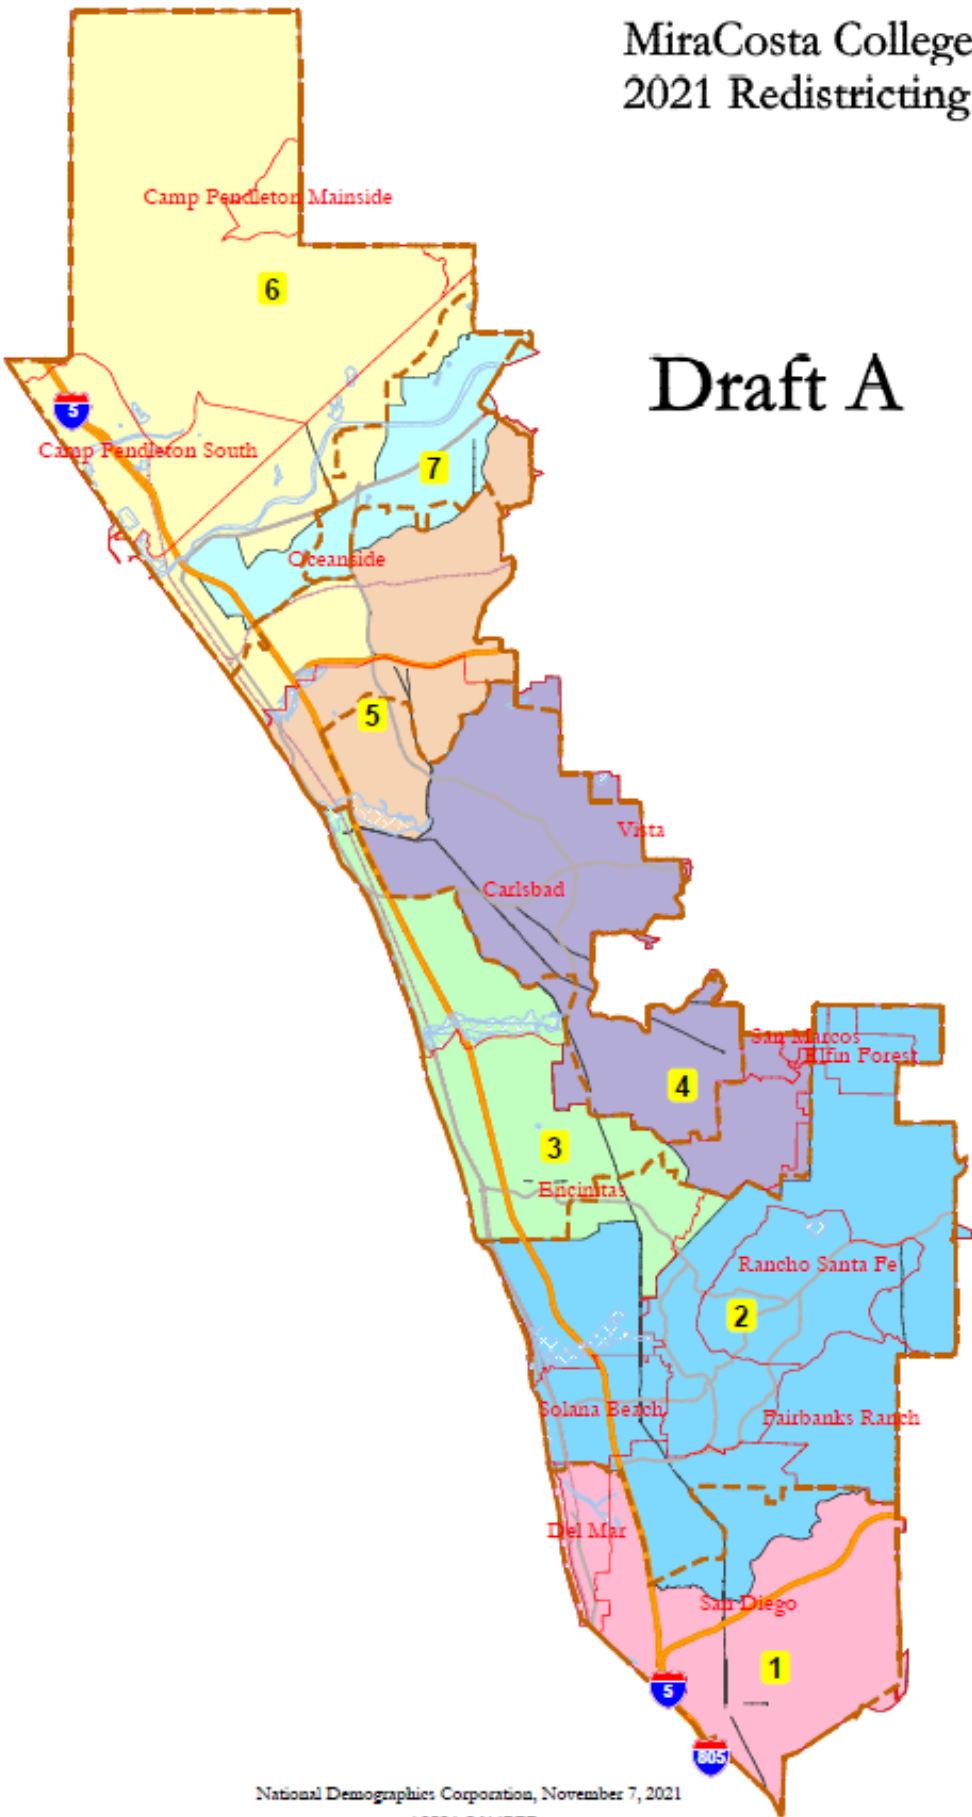 MiraCosta College
2021 Redistricting
Camp Pendleton Mainside
6
Draft A
5
Camp Pendleton South
7
Oceanside
5
Vista
Carlsbad
San Marcos
Elfin Forest
4
3
Encinitas
Rancho Santa Fe
2
Solana Beach
Fairbanks Ranch
Del Mar
San Diego
1
5
805
National Demographics Corporation, November 7, 2021